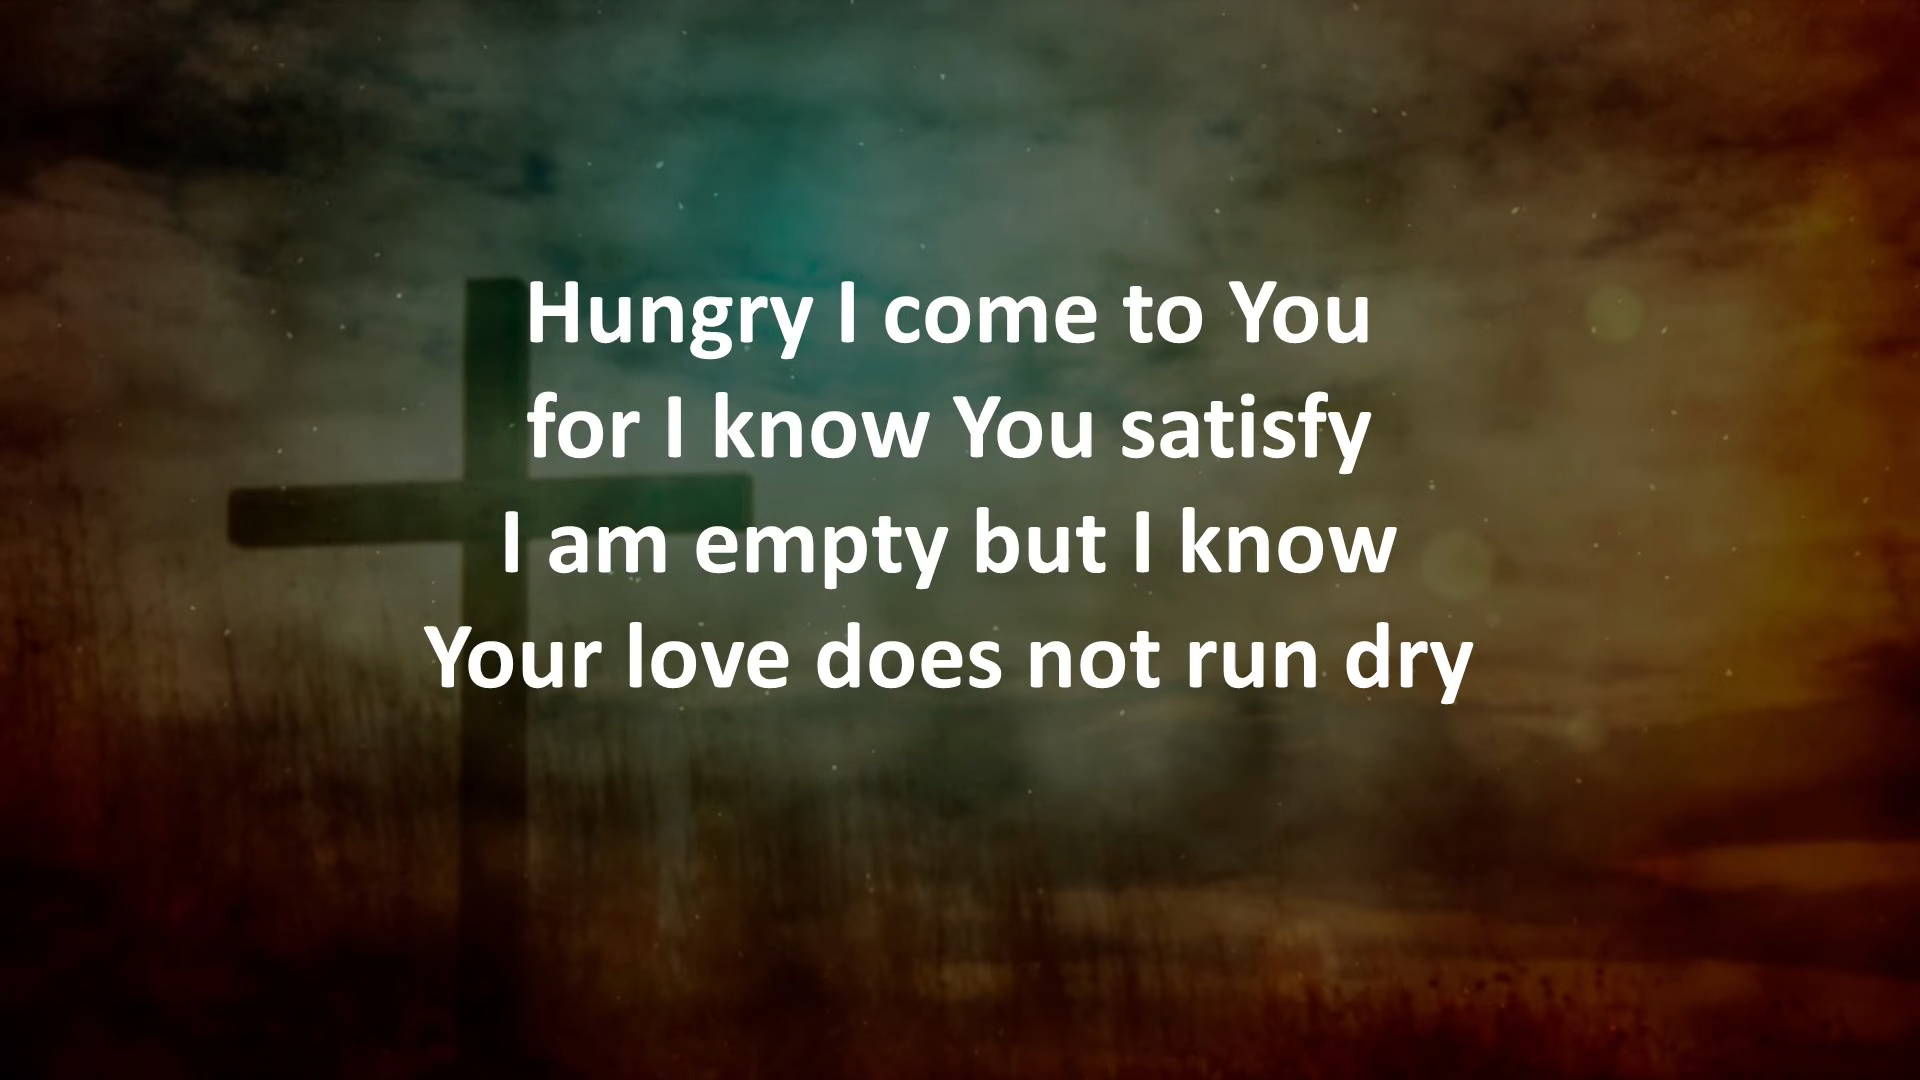 Hungry I come to You
for I know You satisfy
I am empty but I know
Your love does not run dry